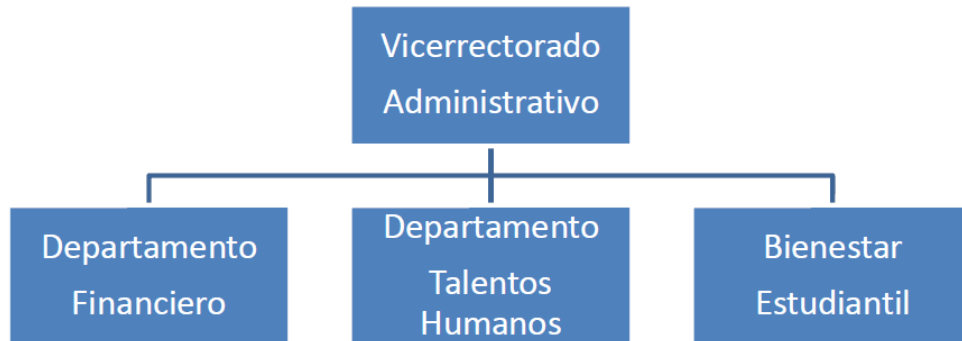 Vicerrectorado
Administrativo
Departamento
Financiero
Departamento
Talentos
Humanos
Bienestar
Estudiantil